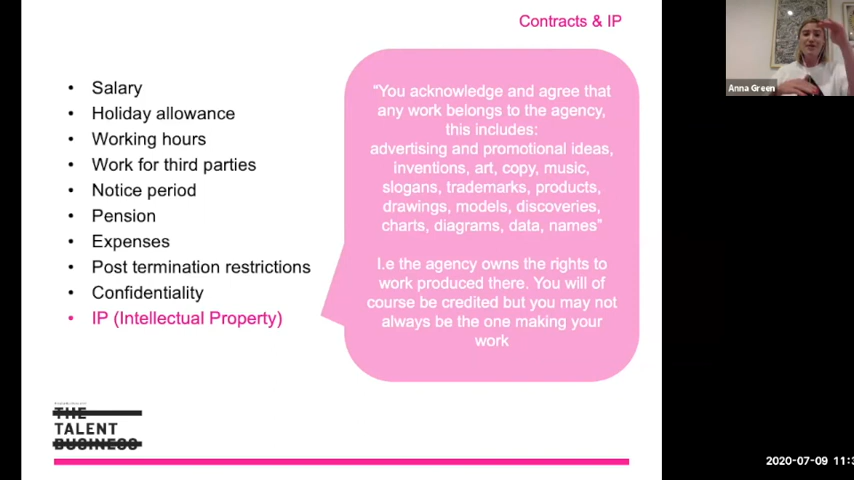 Contracts & IP
Anna Green
• Salary
• Holiday allowance
• Working hours
• Work for third parties
• Notice period
• Pension
• Expenses
• Post termination restrictions
• Confidentiality
• IP (Intellectual Property)
“You acknowledge and agree that
any work belongs to the agency,
this includes:
advertising and promotional ideas,
inventions, art, copy, music,
slogans, trademarks, products,
drawings, models, discoveries,
charts, diagrams, data, names”
I.e the agency owns the rights to
work produced there. You will of
course be credited but you may not
always be the one making your
work
THE
TALENT
BUSINESS
2020-07-09 11:3